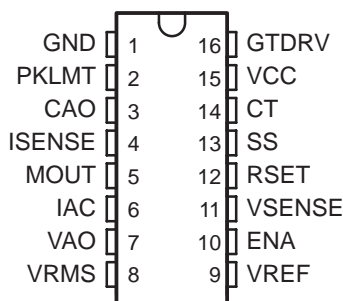 GND 1 16 GTDRV
PKLMT 2 15 VCC
CAO 3 14 CT
ISENSE 4 13 SS
MOUT 5 12 RSET
IAC 6 11 VSENSE
VAO 7 10 ENA
VRMS 8 9 VREF